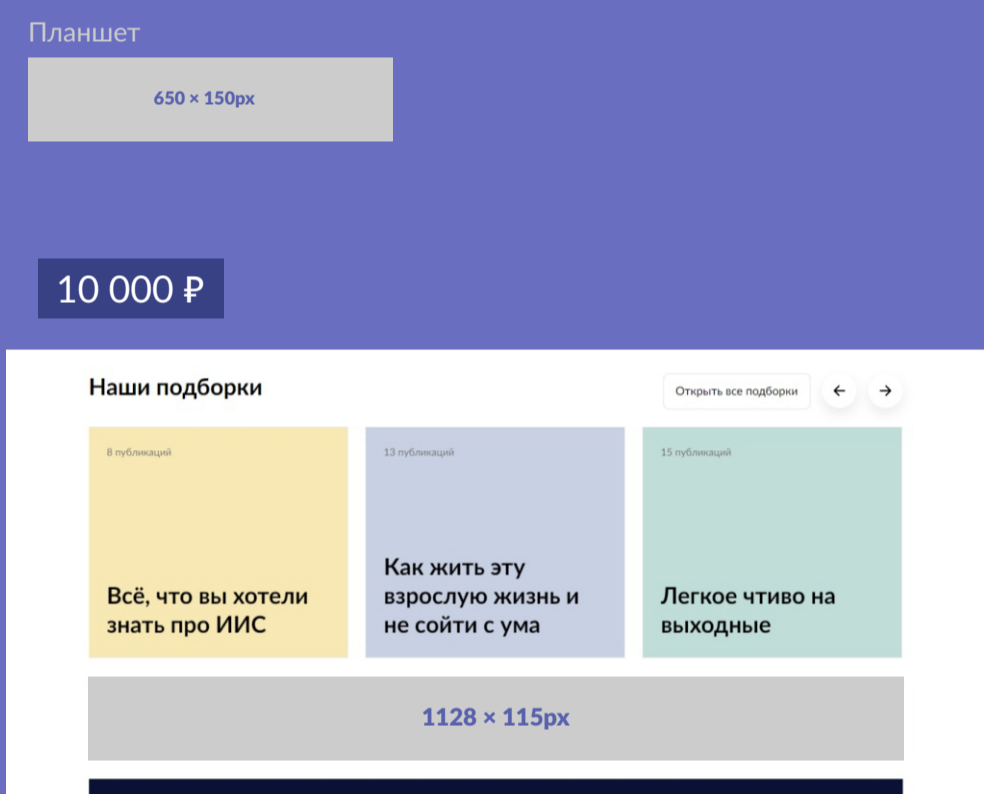 Планшет
650 × 150px
10 000 ₽
Наши подборки
Открыть все подборки
8 публикаций
13 публикаций
15 публикаций
Всё, что вы хотели
знать про ИИС
Как жить эту
взрослую жизнь и
не сойти с ума
Легкое чтиво на
выходные
1128 × 115px